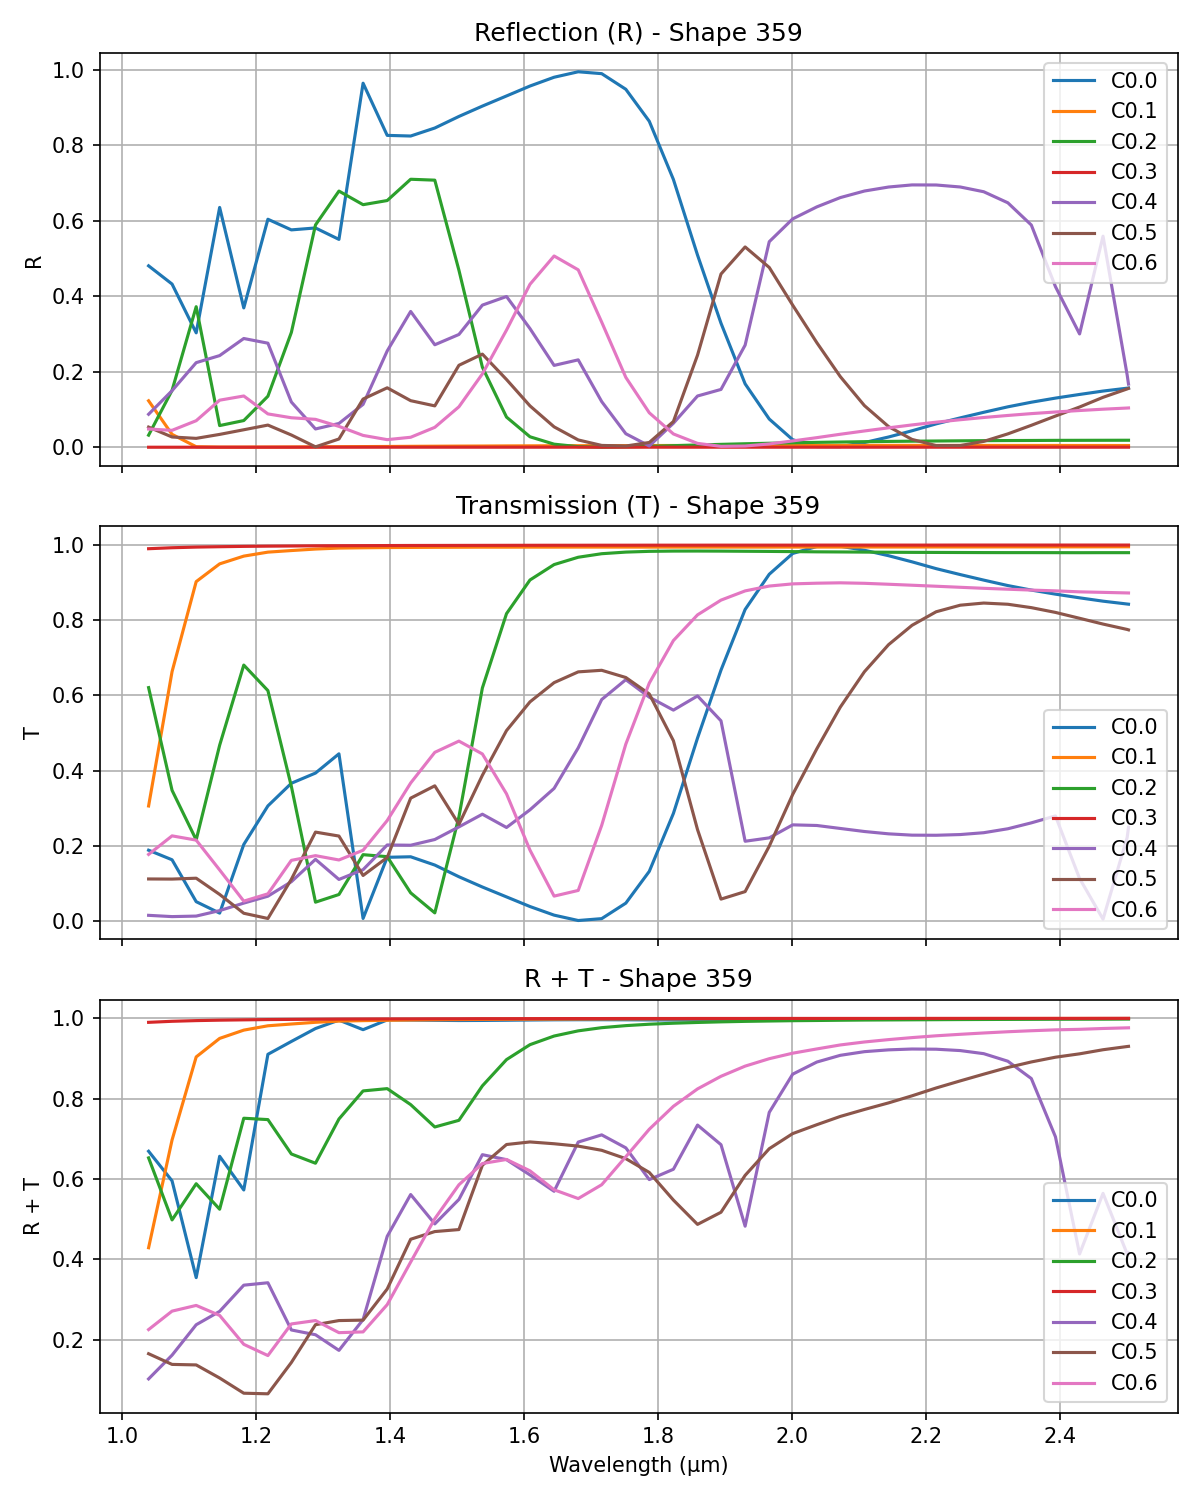 Reflection (R) - Shape 359
1.0
0.8
0.6
0.4
0.2
0.0
R
C0.0
C0.1
C0.2
C0.3
C0.4
C0.5
C0.6
Transmission (T) - Shape 359
1.0
0.8
0.6
0.4
0.2
0.0
T
C0.0
C0.1
C0.2
C0.3
C0.4
C0.5
C0.6
R + T - Shape 359
1.0
0.8
0.6
0.4
0.2
R + T
C0.0
C0.1
C0.2
C0.3
C0.4
C0.5
C0.6
1.0 1.2 1.4 1.6 1.8 2.0 2.2 2.4
Wavelength (μm)